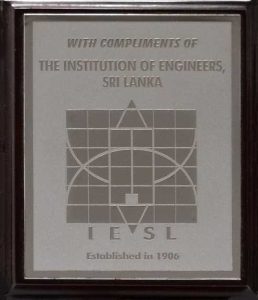 WITH COMPLIMENTS OF
THE INSTITUTION OF ENGINEERS,
SRI LANKA
I E S L
Established in 1906